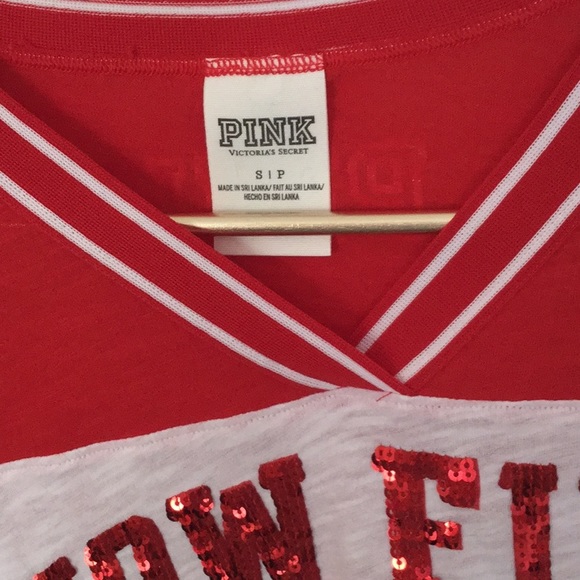 PINK
VICTORIA'S SECRET
S | P
MADE IN SRI LANKA/ FAIT AU SRI LANKA/
HECHO EN SRI LANKA